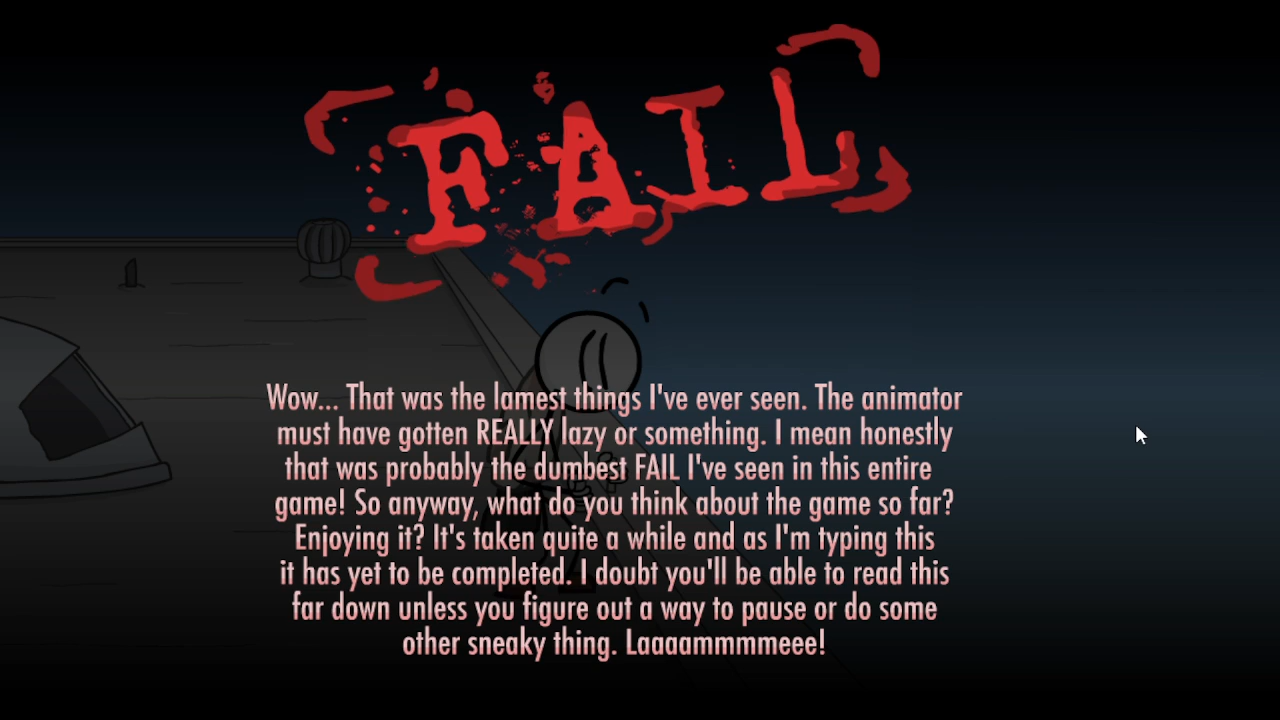 FAIL
Wow... That was the lamest things I've ever seen. The animator
must have gotten REALLY lazy or something. I mean honestly
that was probably the dumbest FAIL I've seen in this entire
game! So anyway, what do you think about the game so far?
Enjoying it? It's taken quite a while and as I'm typing this
it has yet to be completed. I doubt you'll be able to read this
far down unless you figure out a way to pause or do some
other sneaky thing. Laaaammmmeee!